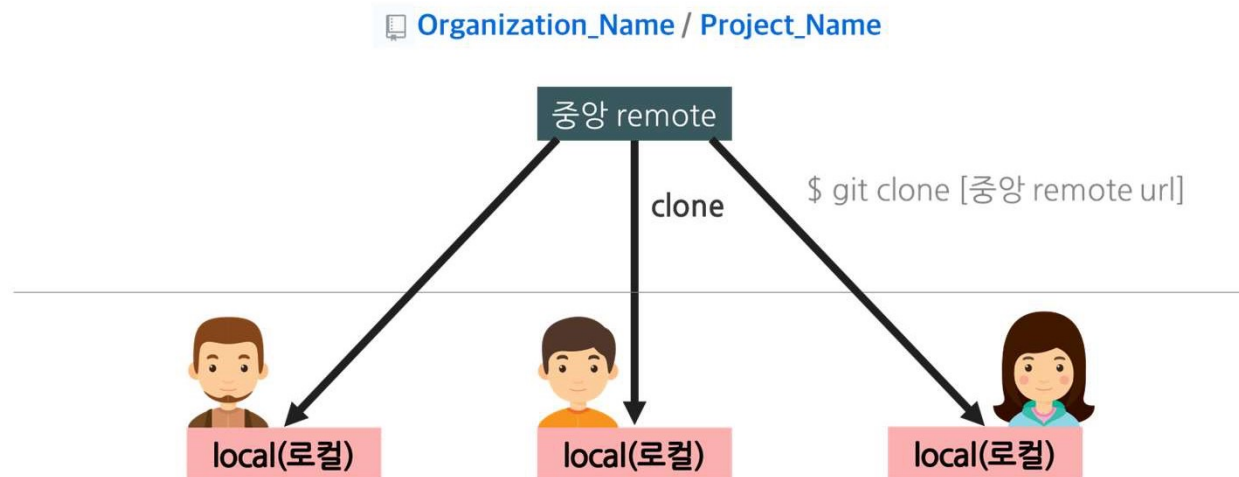 Organization_Name / Project_Name
중앙 remote
clone
$ git clone [중앙 remote url]
local(로컬)
local(로컬)
local(로컬)